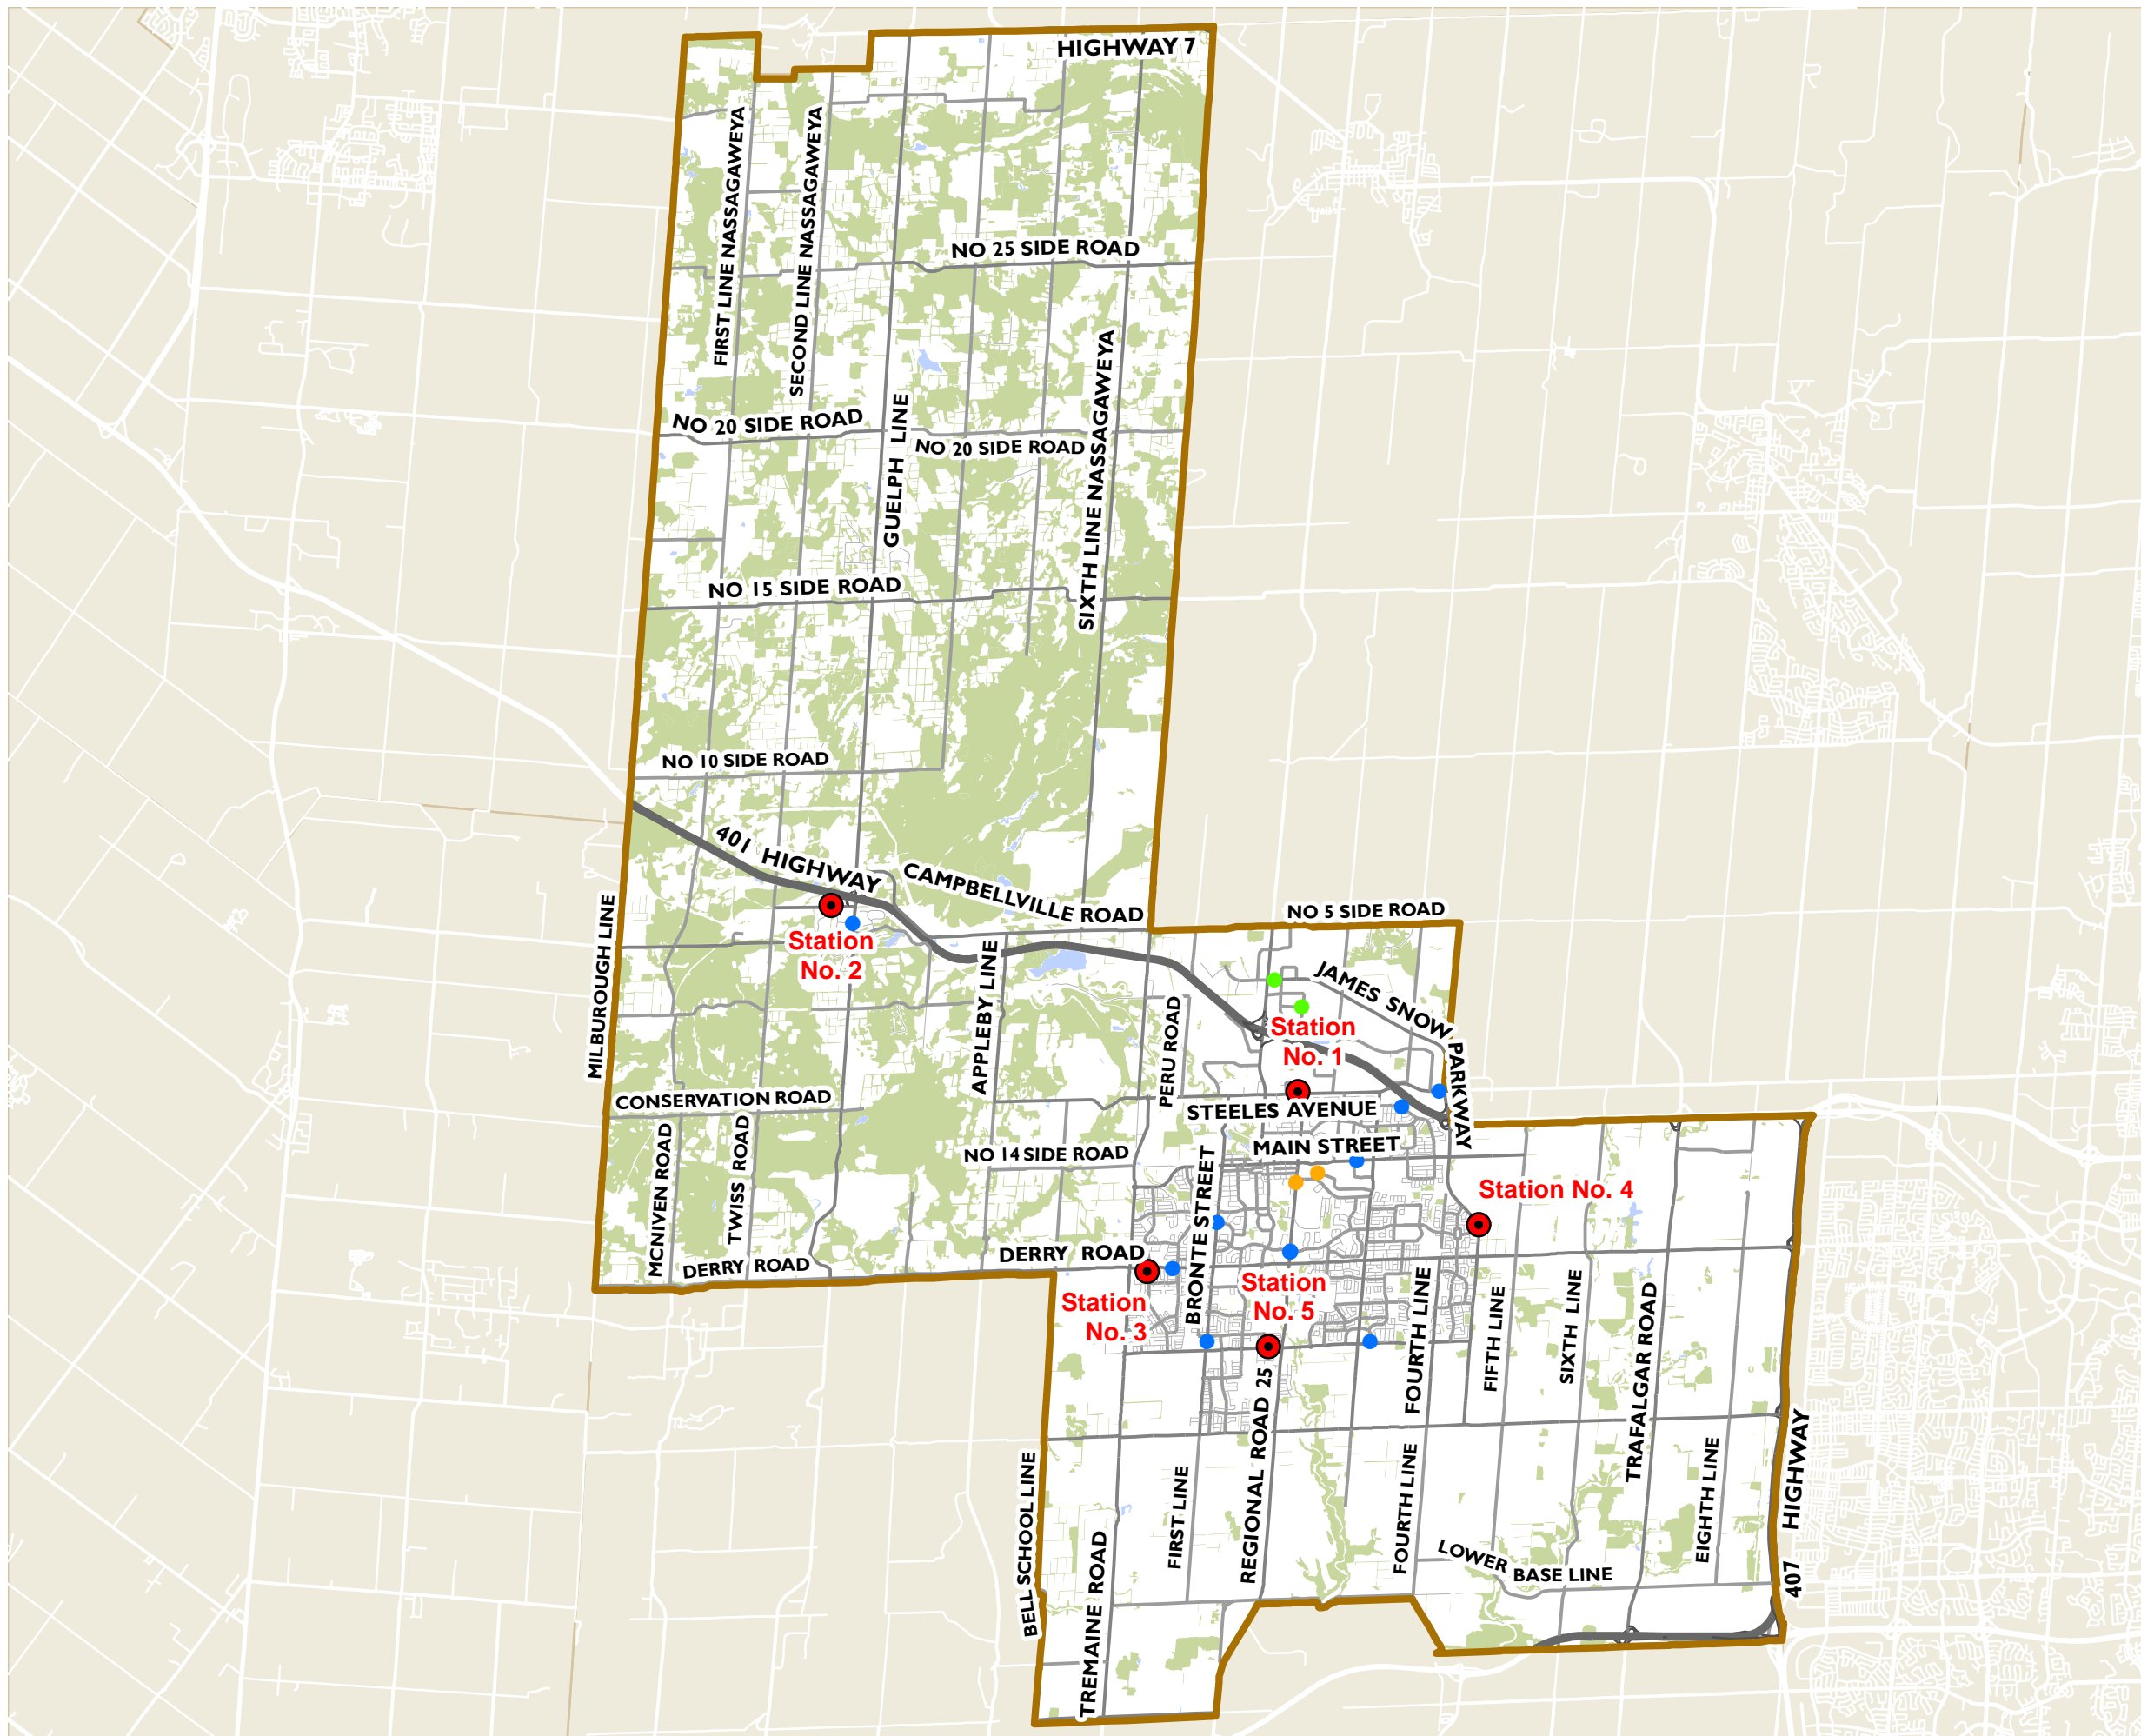 HIGHWAY 7
FIRST LINE NASSAGAWEYA
SECOND LINE NASSAGAWEYA
NO 25 SIDE ROAD
SIXTH LINE NASSAGAWEYA
GUELPH LINE
NO 20 SIDE ROAD
NO 20 SIDE ROAD
NO 15 SIDE ROAD
NO 10 SIDE ROAD
401 HIGHWAY
CAMPBELLVILLE ROAD
NO 5 SIDE ROAD
MILBUROUGH LINE
Station
No. 2
APPLEBY LINE
PERU ROAD
JAMES SNOW
PARKWAY
Station
No. 1
CONSERVATION ROAD
STEELES AVENUE
MCNIVEN ROAD
TWISS ROAD
NO 14 SIDE ROAD
MAIN STREET
BRONTE STREET
Station No. 4
DERRY ROAD
DERRY ROAD
Station
No. 3
Station
No. 5
FOURTH LINE
FIFTH LINE
SIXTH LINE
TRAFALGAR ROAD
REGIONAL ROAD 25
BELL SCHOOL LINE
FIRST LINE
FOURTH LINE
EIGHTH LINE
407 HIGHWAY
TREMAINE ROAD
LOWER
BASE LINE